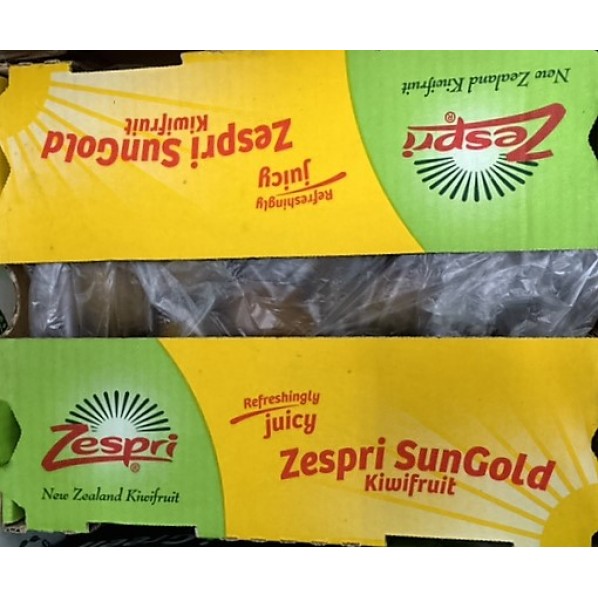 New Zealand Kiwifruit
Zespri®
Refreshingly
juicy
Zespri SunGold
Kiwifruit
Refreshingly
juicy
Zespri®
New Zealand Kiwifruit
Zespri SunGold
Kiwifruit